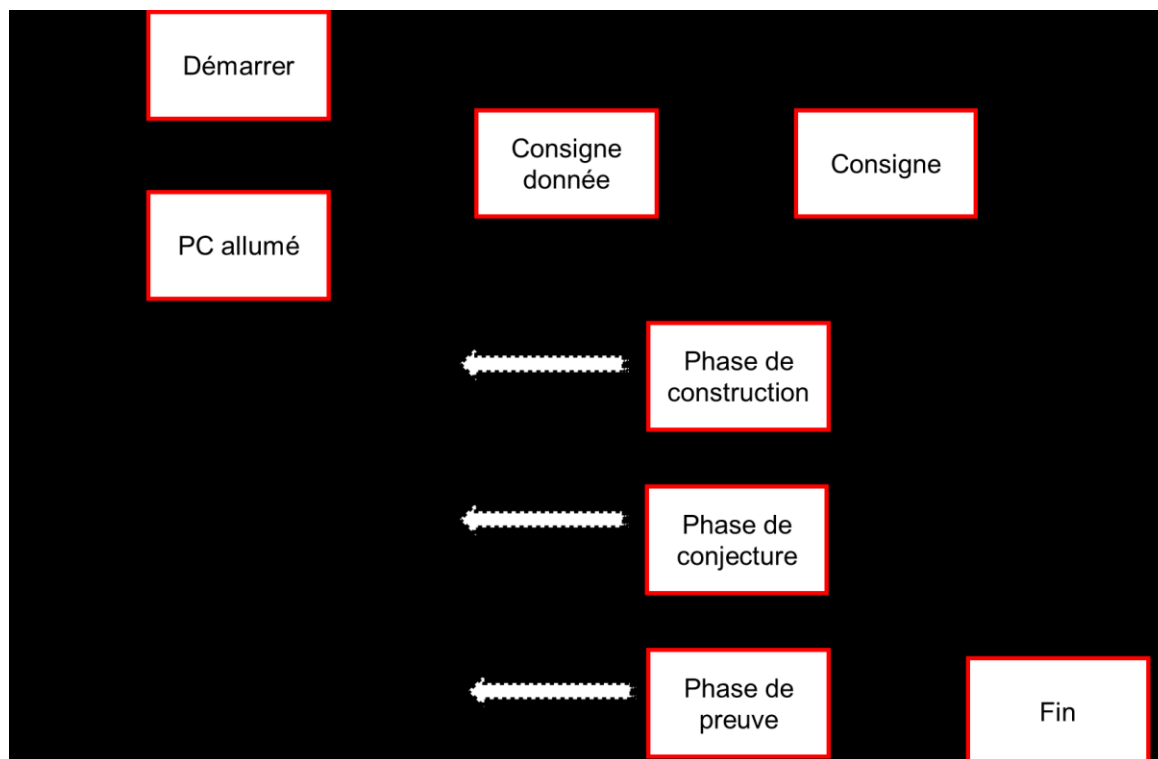 Démarrer
Consigne
donnée
Consigne
PC allumé
Phase de
construction
Phase de
conjecture
Phase de
preuve
Fin